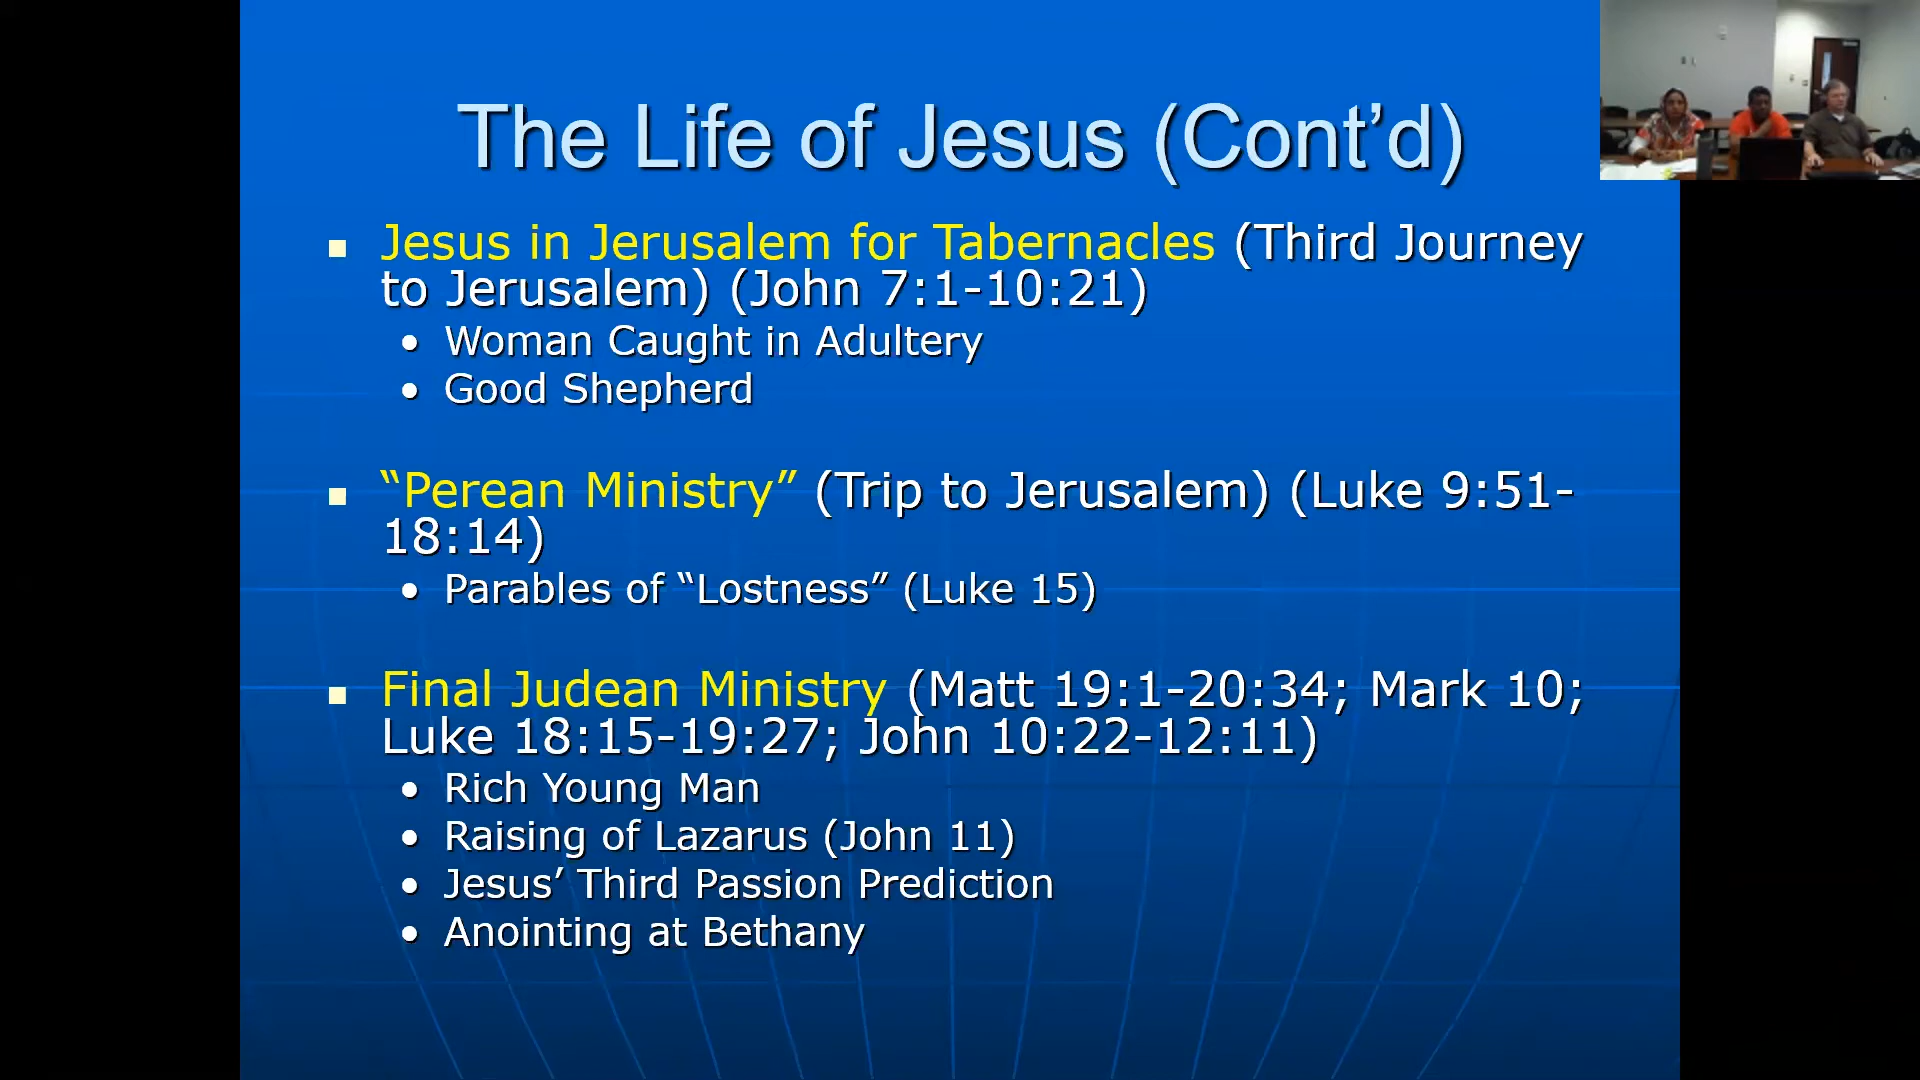 The Life of Jesus (Cont’d)
Jesus in Jerusalem for Tabernacles (Third Journey
to Jerusalem) (John 7:1-10:21)
• Woman Caught in Adultery
• Good Shepherd
“Perean Ministry” (Trip to Jerusalem) (Luke 9:51-
18:14)
• Parables of “Lostness” (Luke 15)
Final Judean Ministry (Matt 19:1-20:34; Mark 10;
Luke 18:15-19:27; John 10:22-12:11)
• Rich Young Man
• Raising of Lazarus (John 11)
• Jesus’ Third Passion Prediction
• Anointing at Bethany